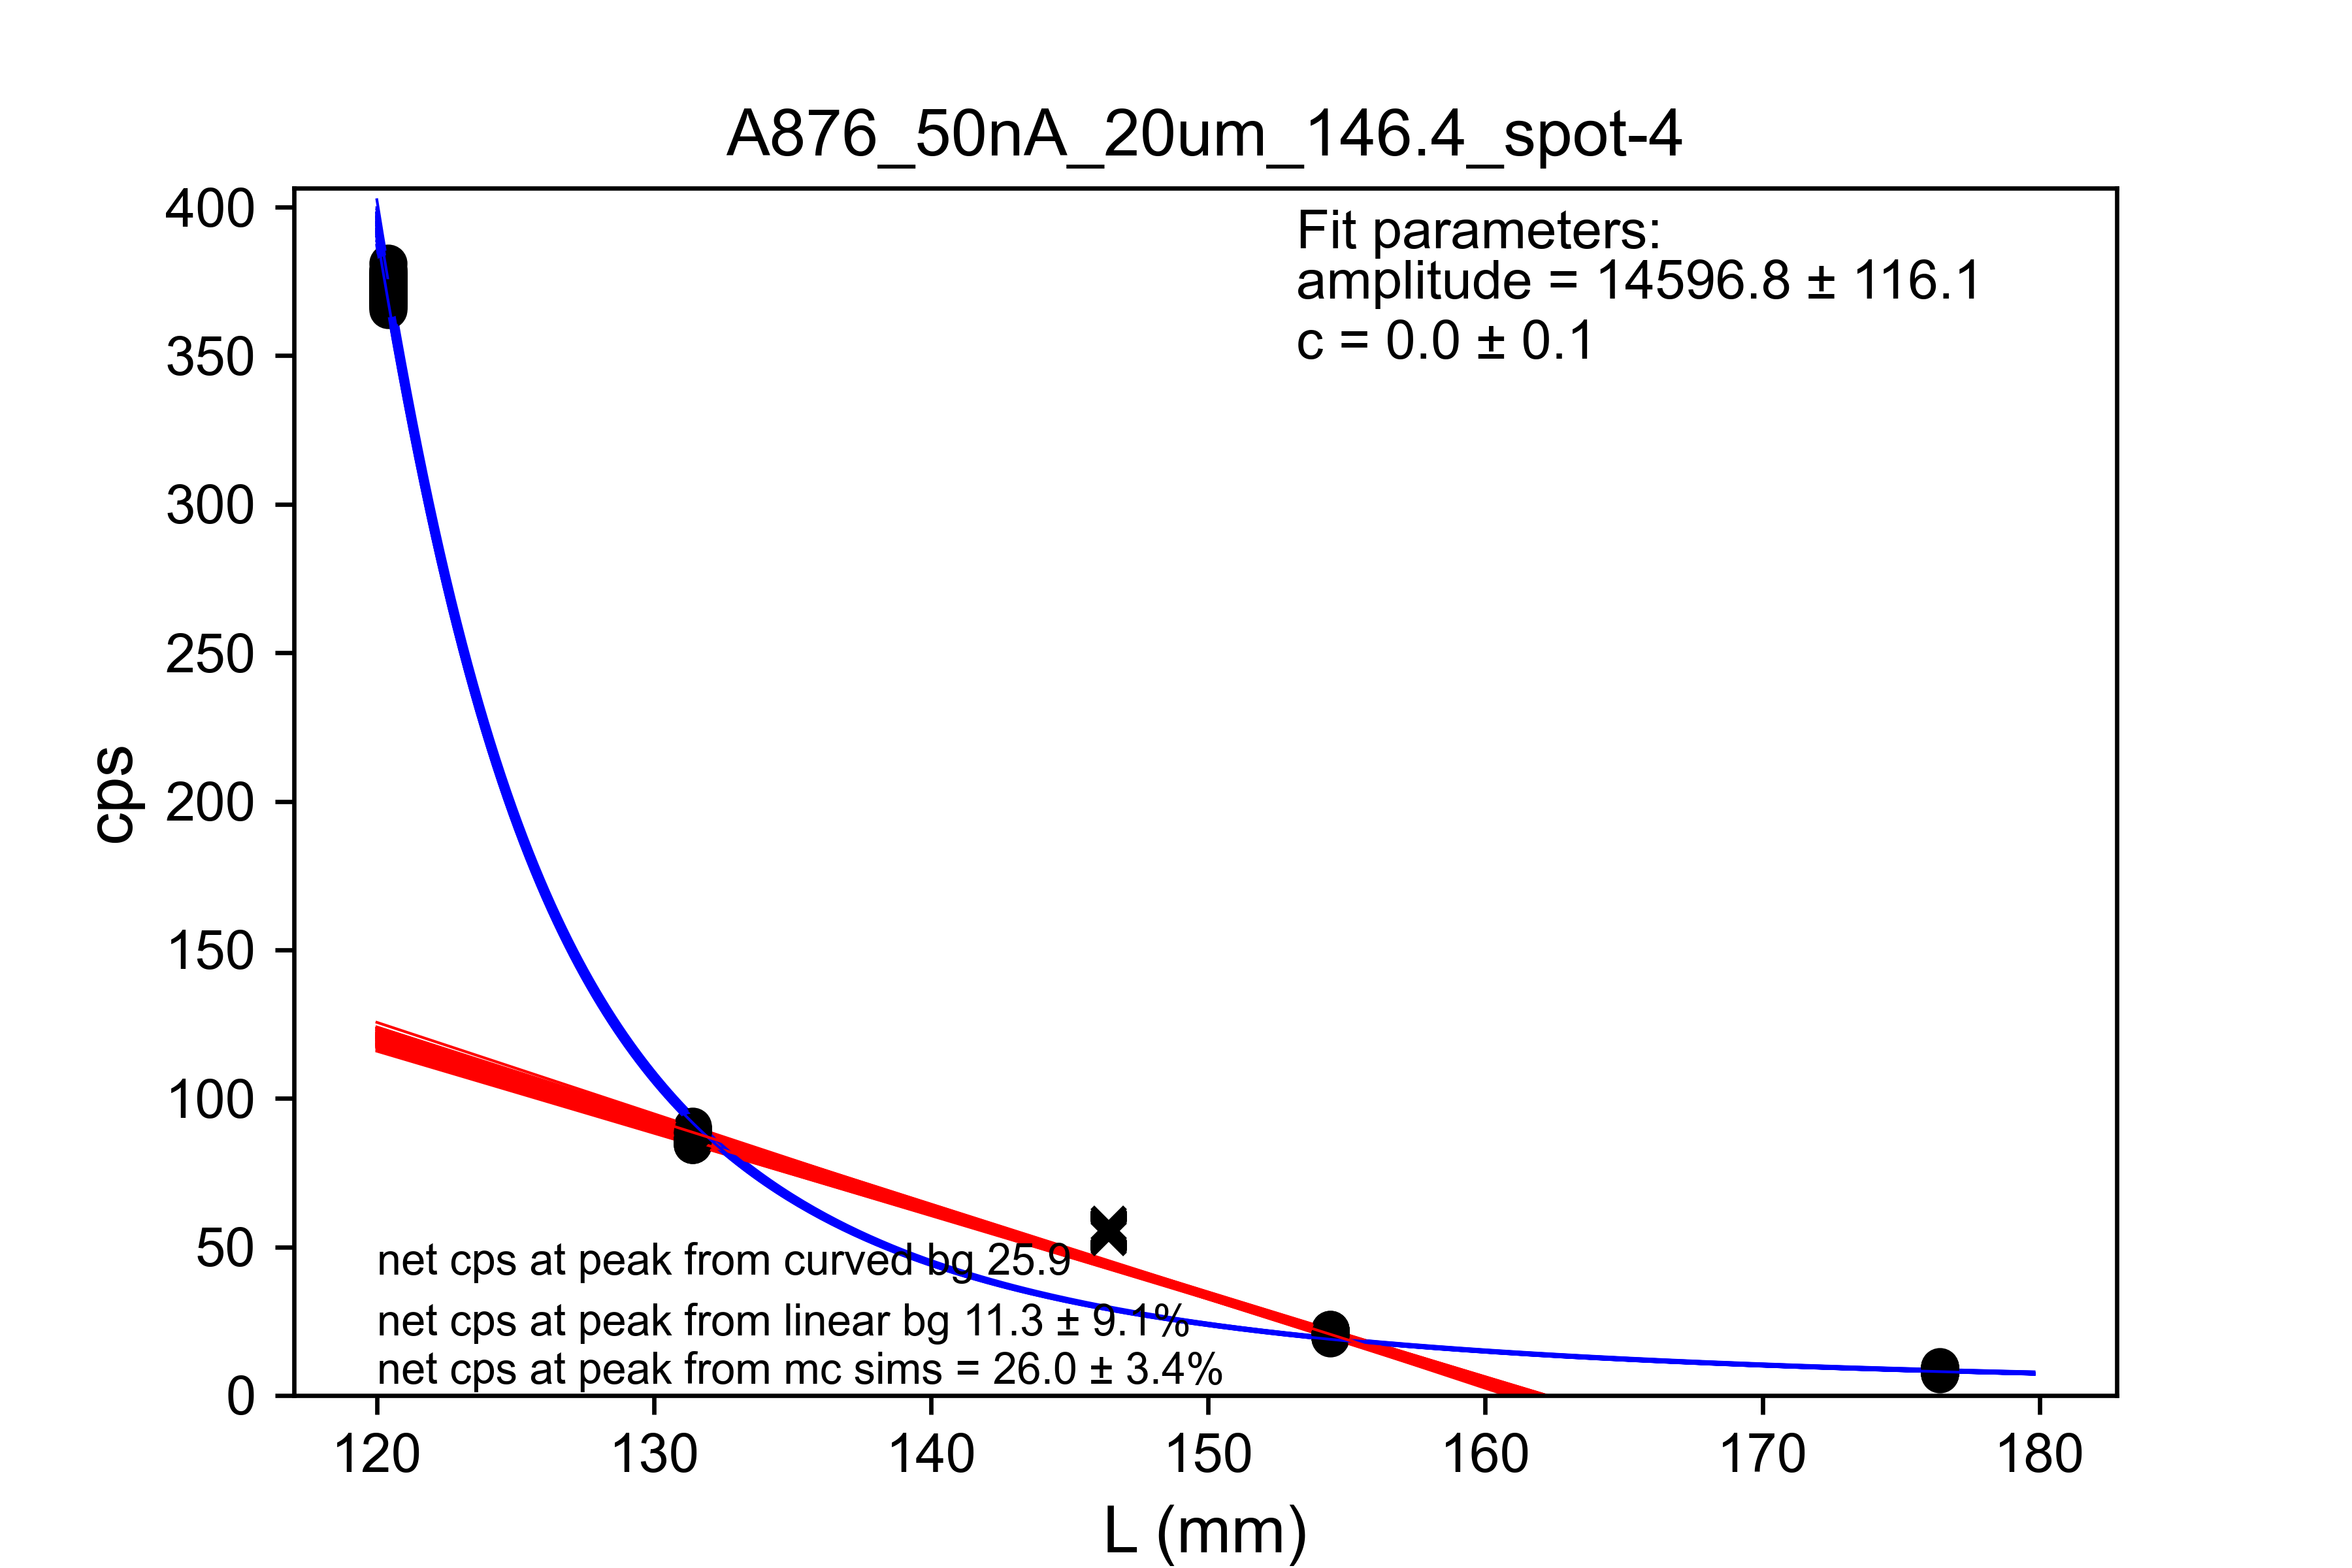 A876_50nA_20um_146.4_spot-4
Fit parameters:
amplitude = 14596.8 ± 116.1
c = 0.0 ± 0.1
400
350
300
250
200
150
100
50
0
cps
net cps at peak from curved bg 25.9
net cps at peak from linear bg 11.3 ± 9.1%
net cps at peak from mc sims = 26.0 ± 3.4%
120 130 140 150 160 170 180
L (mm)